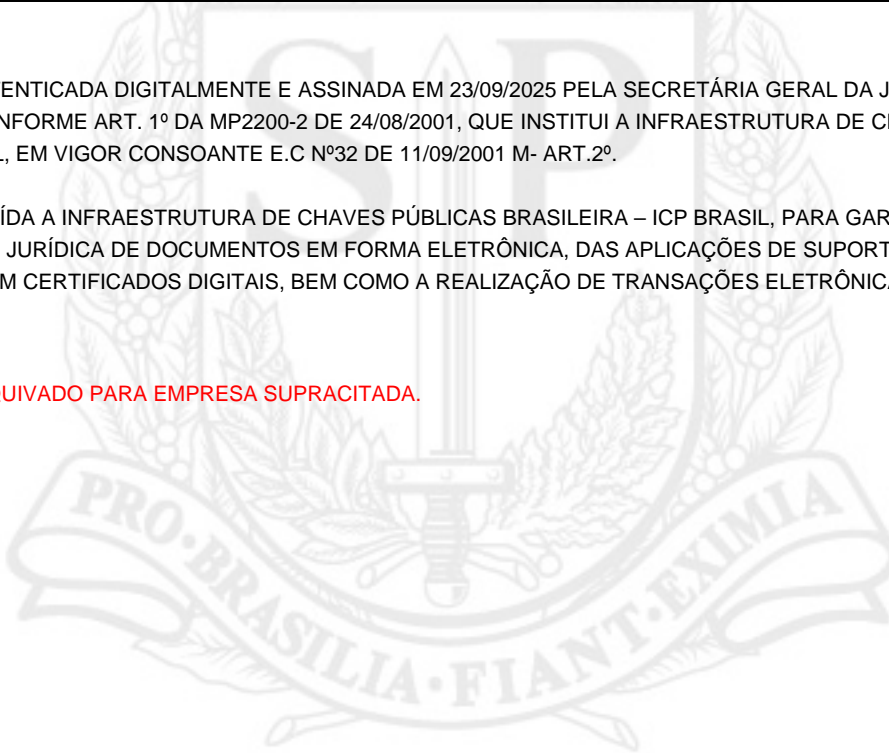 ENTICADA DIGITALMENTE E ASSINADA EM 23/09/2025 PELA SECRETÁRIA GERAL DA J
NFORME ART. 1º DA MP2200-2 DE 24/08/2001, QUE INSTITUI A INFRAESTRUTURA DE C
L, EM VIGOR CONSOANTE E.C Nº32 DE 11/09/2001 M- ART.2º.
ÍDA A INFRAESTRUTURA DE CHAVES PÚBLICAS BRASILEIRA – ICP BRASIL, PARA GAR
JURÍDICA DE DOCUMENTOS EM FORMA ELETRÔNICA, DAS APLICAÇÕES DE SUPORT
M CERTIFICADOS DIGITAIS, BEM COMO A REALIZAÇÃO DE TRANSAÇÕES ELETRÔNICA
QUIVADO PARA EMPRESA SUPRACITADA.
SP
PRO·BRASILIA·FIANT·EXIMIA